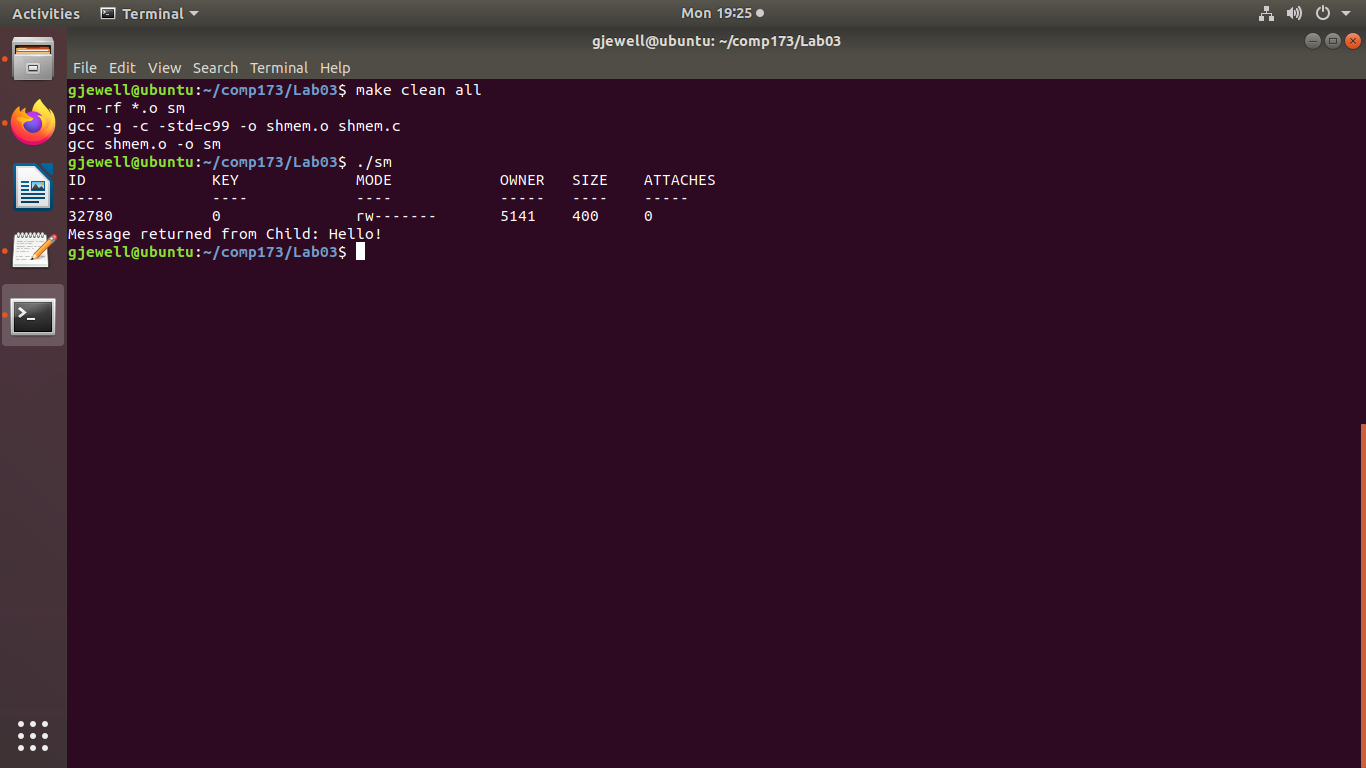 Activities Terminal Mon 19:25
gjewell@ubuntu: ~/comp173/Lab03
File Edit View Search Terminal Help
gjewell@ubuntu:~/comp173/Lab03$ make clean all
rm -rf *.o sm
gcc -g -c -std=c99 -o shmem.o shmem.c
gcc shmem.o -o sm
gjewell@ubuntu:~/comp173/Lab03$ ./sm
ID KEY MODE OWNER SIZE ATTACHES
---- ---- ---- ----- ---- -----
32780 0 rw------- 5141 400 0
Message returned from Child: Hello!
gjewell@ubuntu:~/comp173/Lab03$